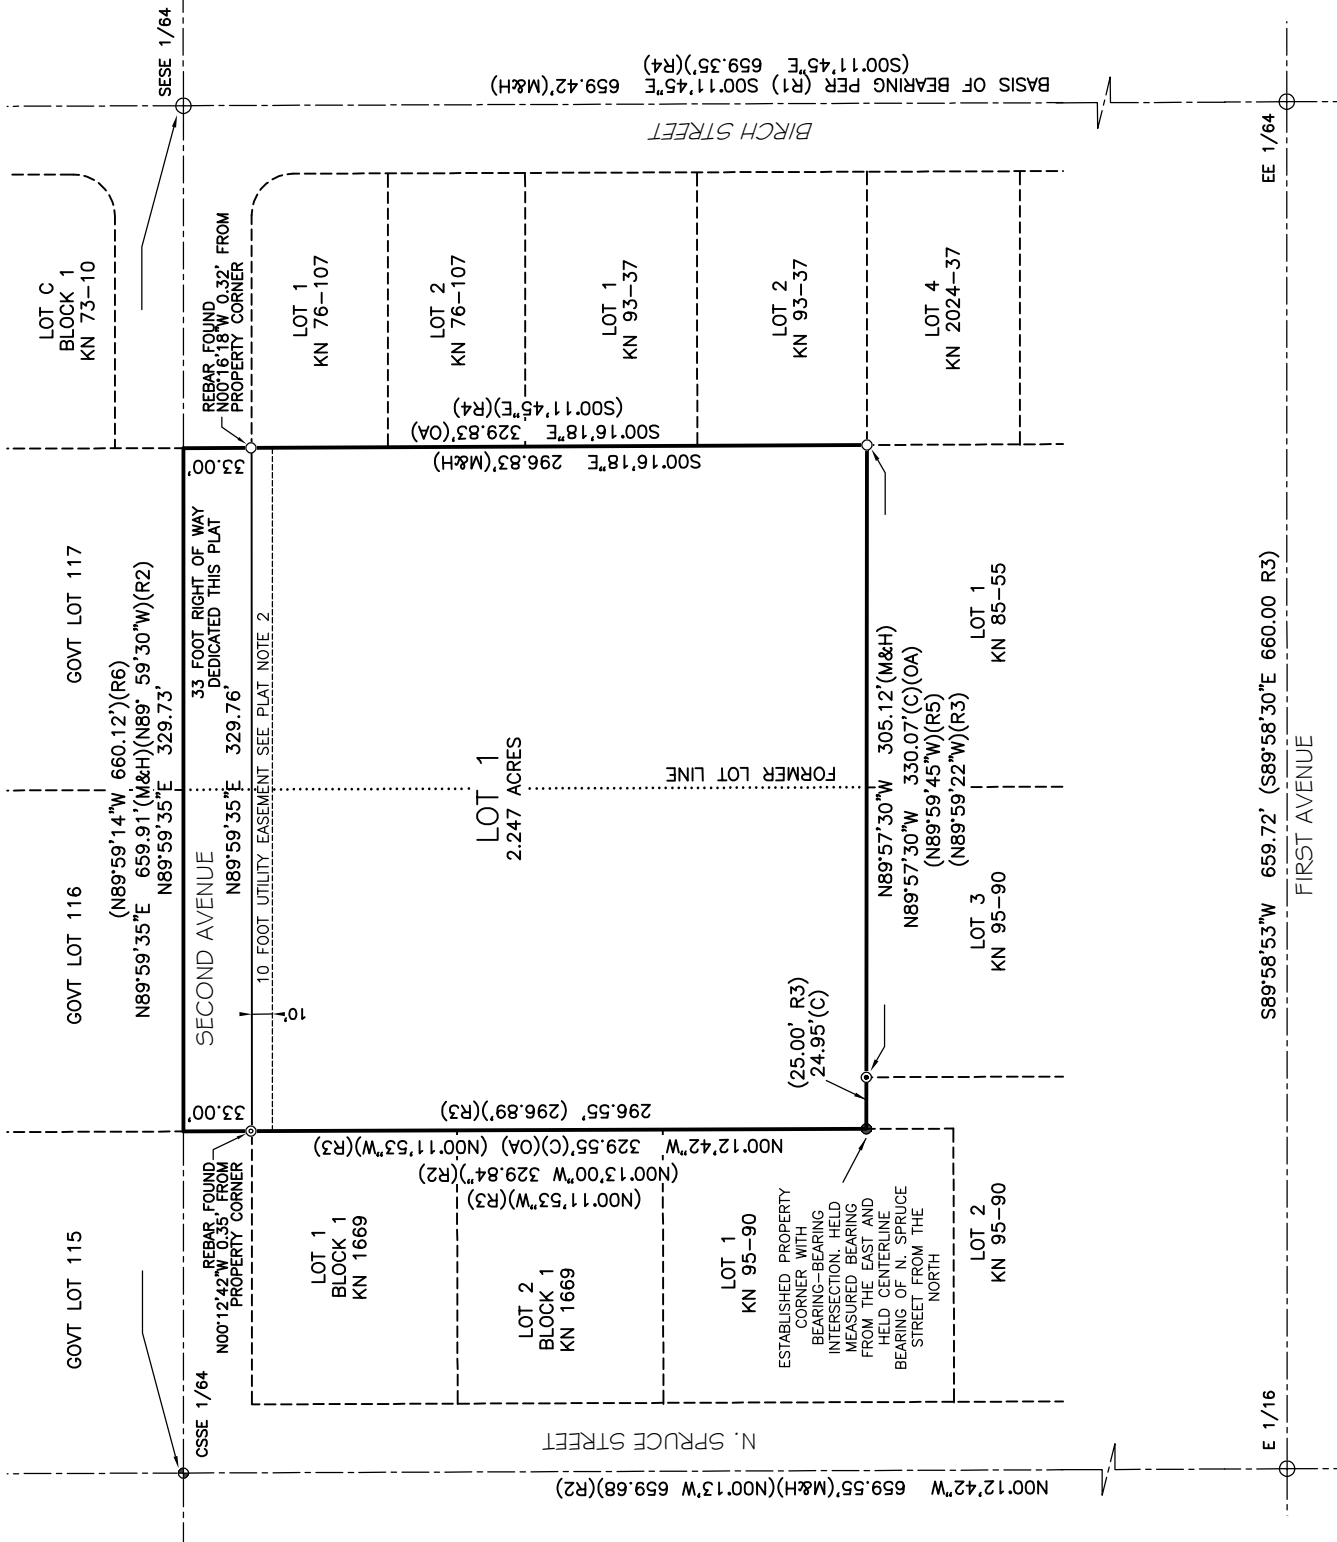 GOVT LOT 115
GOVT LOT 116
GOVT LOT 117
LOT C
BLOCK 1
KN 73-10
(N89°59'14"W 660.12')(R6)
N89°59'35"E 659.91'(M&H)(N89° 59'30"W)(R2)
N89°59'35"E 329.73'
CSSE 1/64
SESE 1/64
SECOND AVENUE
33 FOOT RIGHT OF WAY
DEDICATED THIS PLAT
33.00'
33.00'
N89°59'35"E 329.76'
10 FOOT UTILITY EASEMENT SEE PLAT NOTE 2
10'
REBAR FOUND
N00°12'42"W 0.35' FROM
PROPERTY CORNER
REBAR FOUND
N00°16'18"W 0.32' FROM
PROPERTY CORNER
LOT 1
BLOCK 1
KN 1669
LOT 2
BLOCK 1
KN 1669
LOT 1
KN 95-90
LOT 2
KN 95-90
ESTABLISHED PROPERTY
CORNER WITH
BEARING-BEARING
INTERSECTION. HELD
MEASURED BEARING
FROM THE EAST AND
HELD CENTERLINE
BEARING OF N. SPRUCE
STREET FROM THE
NORTH
N. SPRUCE STREET
N00°12'42"W 659.55'(M&H)(N00°13'W 659.68)(R2)
(N00°11'53"W)(R3)
(N00°13'00"W 329.84")(R2)
N00°12'42"W 329.55'(C)(OA) (N00°11'53"W)(R3)
296.55' (296.89')(R3)
LOT 1
2.247 ACRES
FORMER LOT LINE
S00°16'18"E 296.83'(M&H)
S00°16'18"E 329.83'(OA)
(S00°11'45"E)(R4)
LOT 1
KN 76-107
LOT 2
KN 76-107
LOT 1
KN 93-37
LOT 2
KN 93-37
LOT 4
KN 2024-37
BIRCH STREET
BASIS OF BEARING PER (R1) S00°11'45"E 659.42'(M&H)
(S00°11'45"E 659.35')(R4)
(25.00' R3)
24.95'(C)
N89°57'30"W 305.12'(M&H)
N89°57'30"W 330.07'(C)(OA)
(N89°59'45"W)(R5)
(N89°59'22"W)(R3)
LOT 3
KN 95-90
LOT 1
KN 85-55
E 1/16
EE 1/64
S89°58'53"W 659.72' (S89°58'30"E 660.00 R3)
FIRST AVENUE